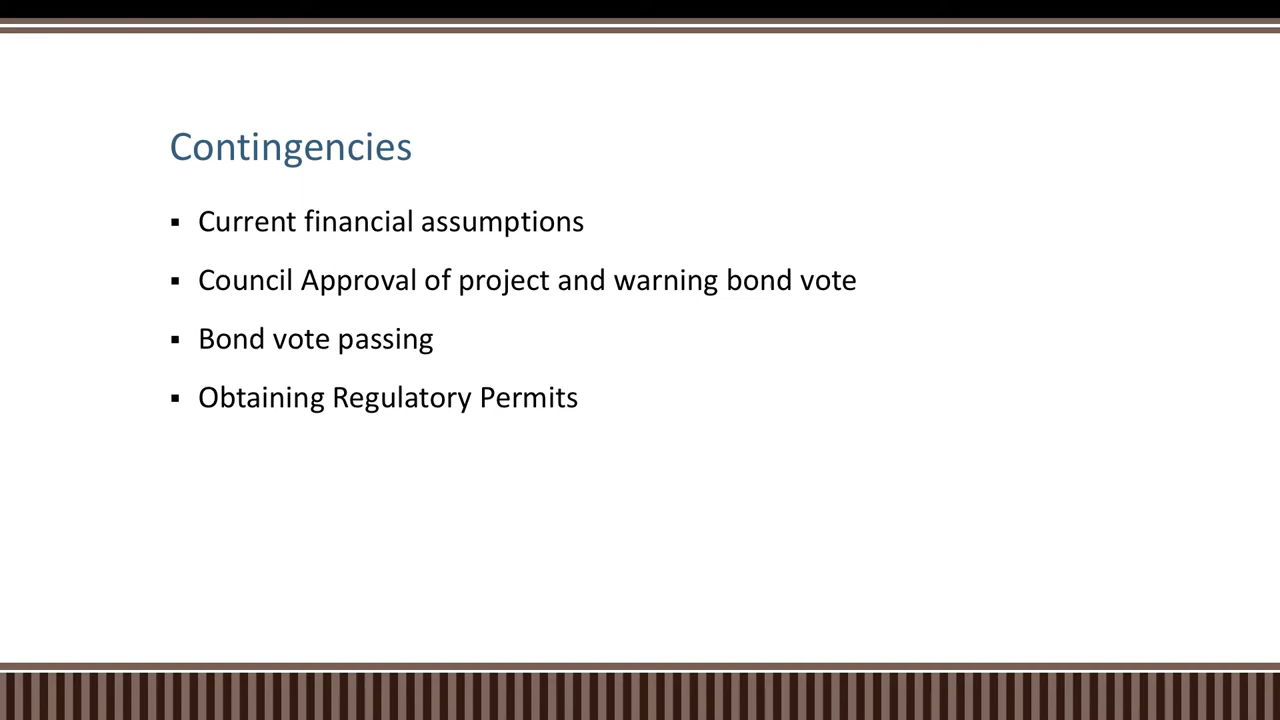 Contingencies
▪ Current financial assumptions
▪ Council Approval of project and warning bond vote
▪ Bond vote passing
▪ Obtaining Regulatory Permits